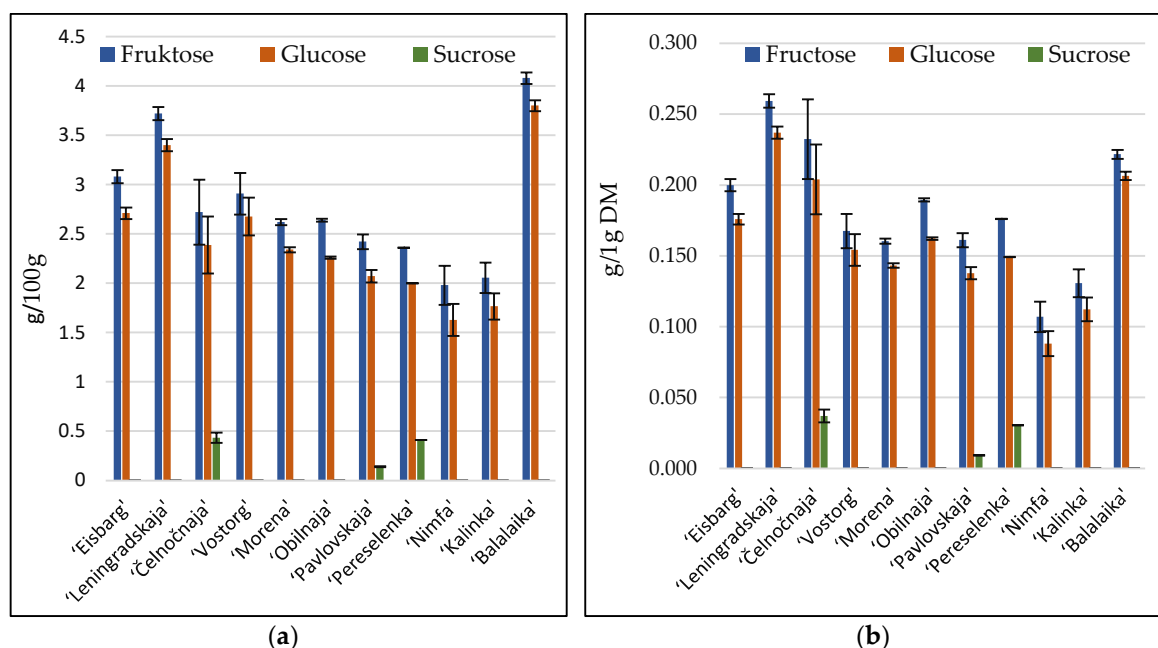 Fruktose Glucose Sucrose
4.5
4
3.5
3
2.5
2
1.5
1
0.5
0
g/100g
‘Eisbarg’
‘Leningradskaja’
‘Čelnočnaja’
‘Vostorg’
‘Morena’
‘Obilnaja’
‘Pavlovskaja’
‘Pereselenka’
‘Nimfa’
‘Kalinka’
‘Balalaika’
(a)
Fructose Glucose Sucrose
0.300
0.250
0.200
0.150
0.100
0.050
0.000
g/1g DM
‘Eisbarg’
‘Leningradskaja’
‘Čelnočnaja’
‘Vostorg’
‘Morena’
‘Obilnaja’
‘Pavlovskaja’
‘Pereselenka’
‘Nimfa’
‘Kalinka’
‘Balalaika’
(b)